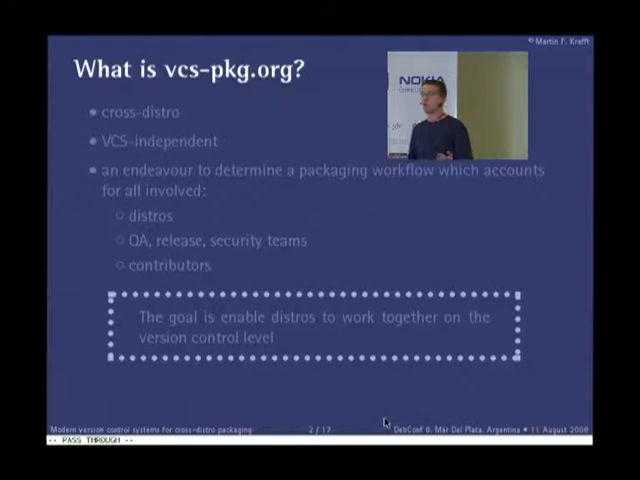 © Martin F. Krafft
What is vcs-pkg.org?
NOKIA
cross-distro
VCS-independent
an endeavour to determine a packaging workflow which accounts
for all involved:
distros
QA, release, security teams
contributors
The goal is enable distros to work together on the
version control level
Modern version control systems for cross-distro packaging
2 / 17
DebConf 8, Mar Del Plata, Argentina • 11 August 2008
-- PASS THROUGH --